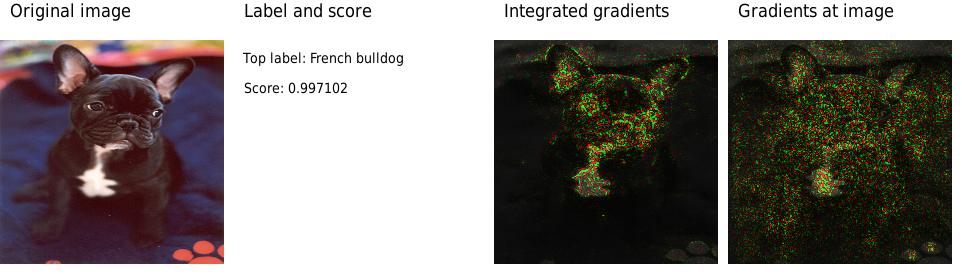 Original image
Label and score
Integrated gradients
Gradients at image
Top label: French bulldog
Score: 0.997102